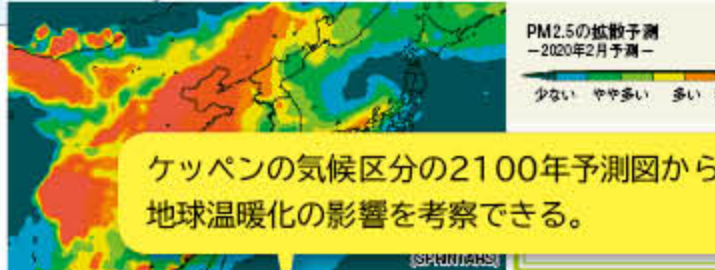 PM2.5の拡散予測
−2020年2月予測−
少ない やや多い 多い
ケッペンの気候区分の2100年予測図から
地球温暖化の影響を考察できる。
(SPRINTARS)